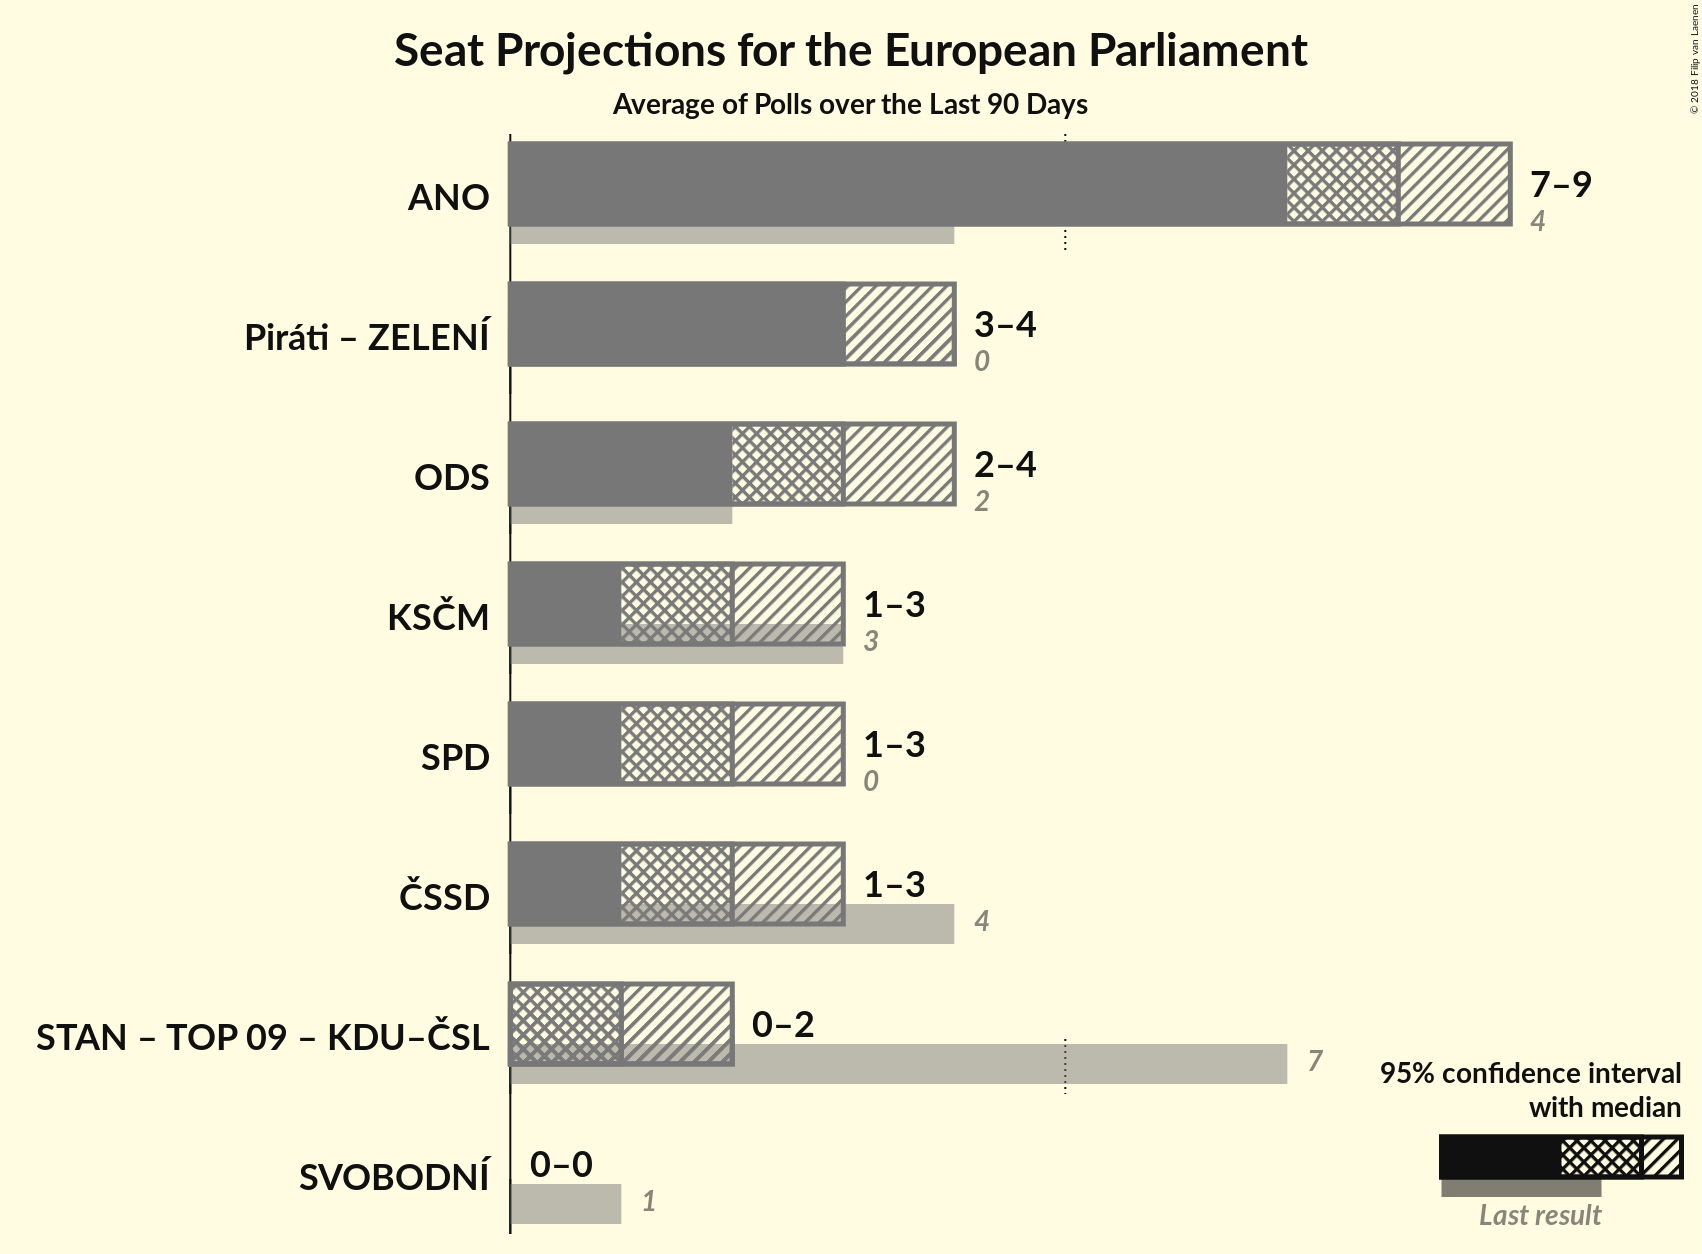 Seat Projections for the European Parliament
Average of Polls over the Last 90 Days
© 2018 Filip van Laenen
ANO
7–9
4
Piráti – ZELENÍ
3–4
0
ODS
2–4
2
KSČM
1–3
3
SPD
1–3
0
ČSSD
1–3
4
STAN – TOP 09 – KDU–ČSL
0–2
7
SVOBODNÍ
0–0
1
95% confidence interval
with median
Last result